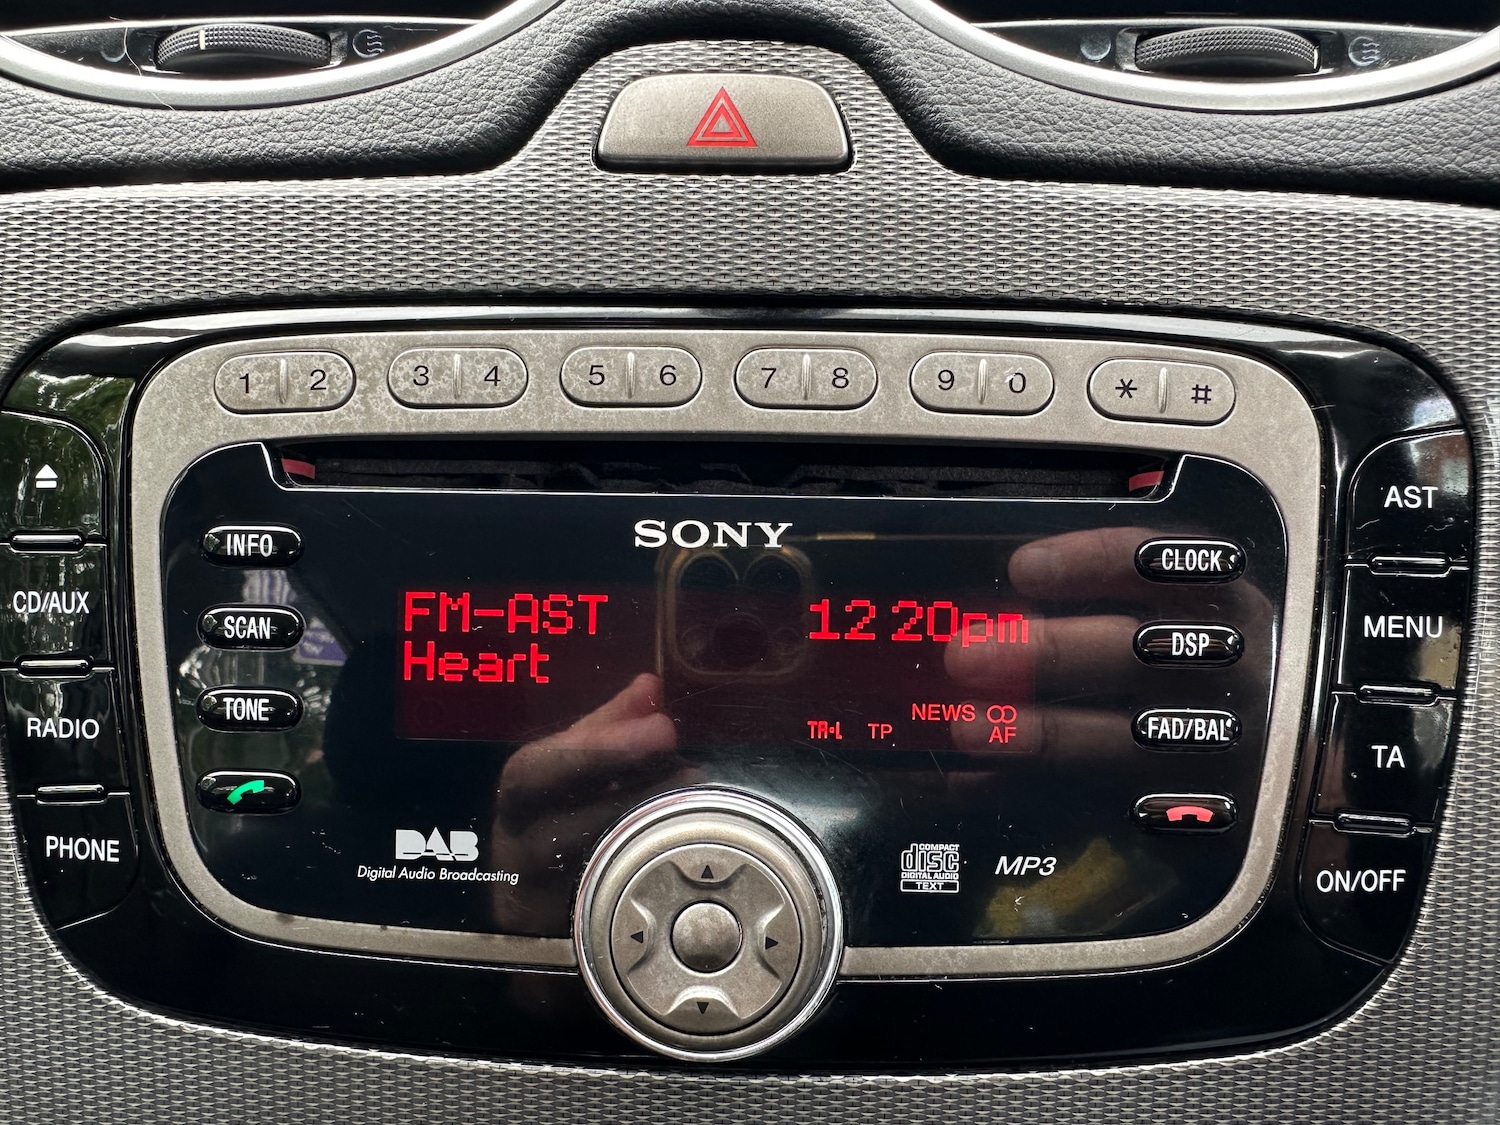 1 2 3 4 5 6 7 8 9 0 * #
SONY
AST
INFO
CLOCK
CD/AUX
SCAN
FM-AST 12 20pm
DSP
MENU
Heart
TONE
NEWS
RADIO
TA-L TP AF
FAD/BAL
TA
PHONE
DAB
Digital Audio Broadcasting
COMPACT
disc
DIGITAL AUDIO
TEXT
MP3
ON/OFF